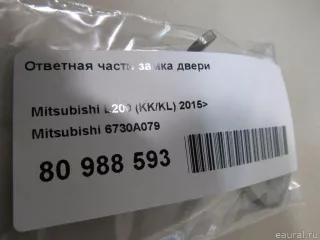 Ответная часть замка двери
Mitsubishi L200 (KK/KL) 2015>
Mitsubishi 6730A079
80 988 593
eaural.ru